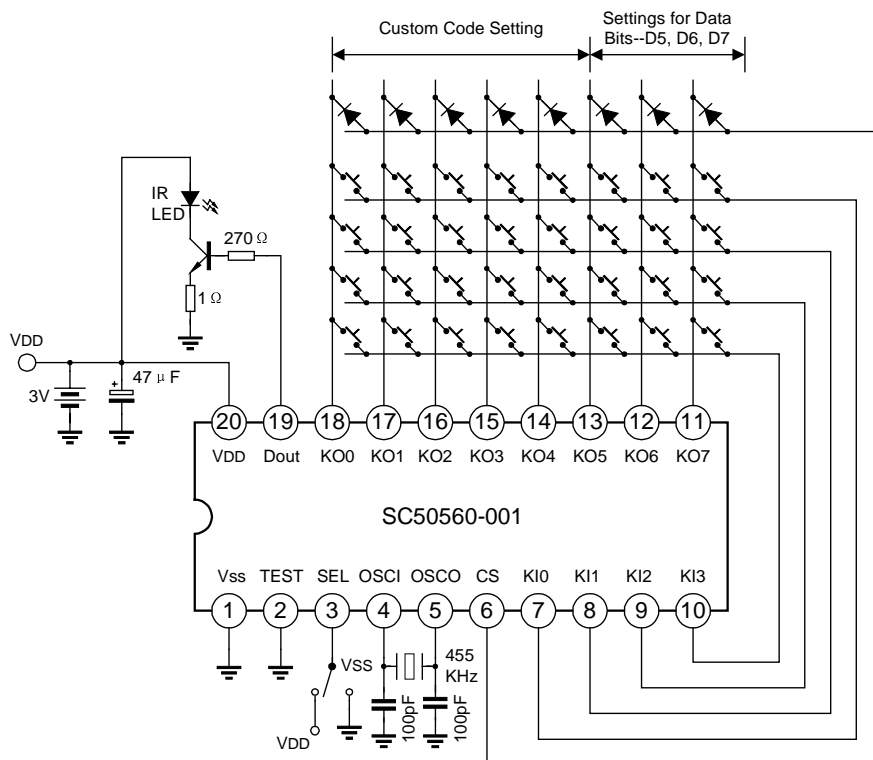 Custom Code Setting
Settings for Data
Bits--D5, D6, D7
IR
LED
270 Ω
1 Ω
VDD
3V
+
47 μ F
20 19 18 17 16 15 14 13 12 11
VDD Dout KO0 KO1 KO2 KO3 KO4 KO5 KO6 KO7
SC50560-001
Vss TEST SEL OSCI OSCO CS KI0 KI1 KI2 KI3
1 2 3 4 5 6 7 8 9 10
VSS
455
KHz
VDD
100pF
100pF